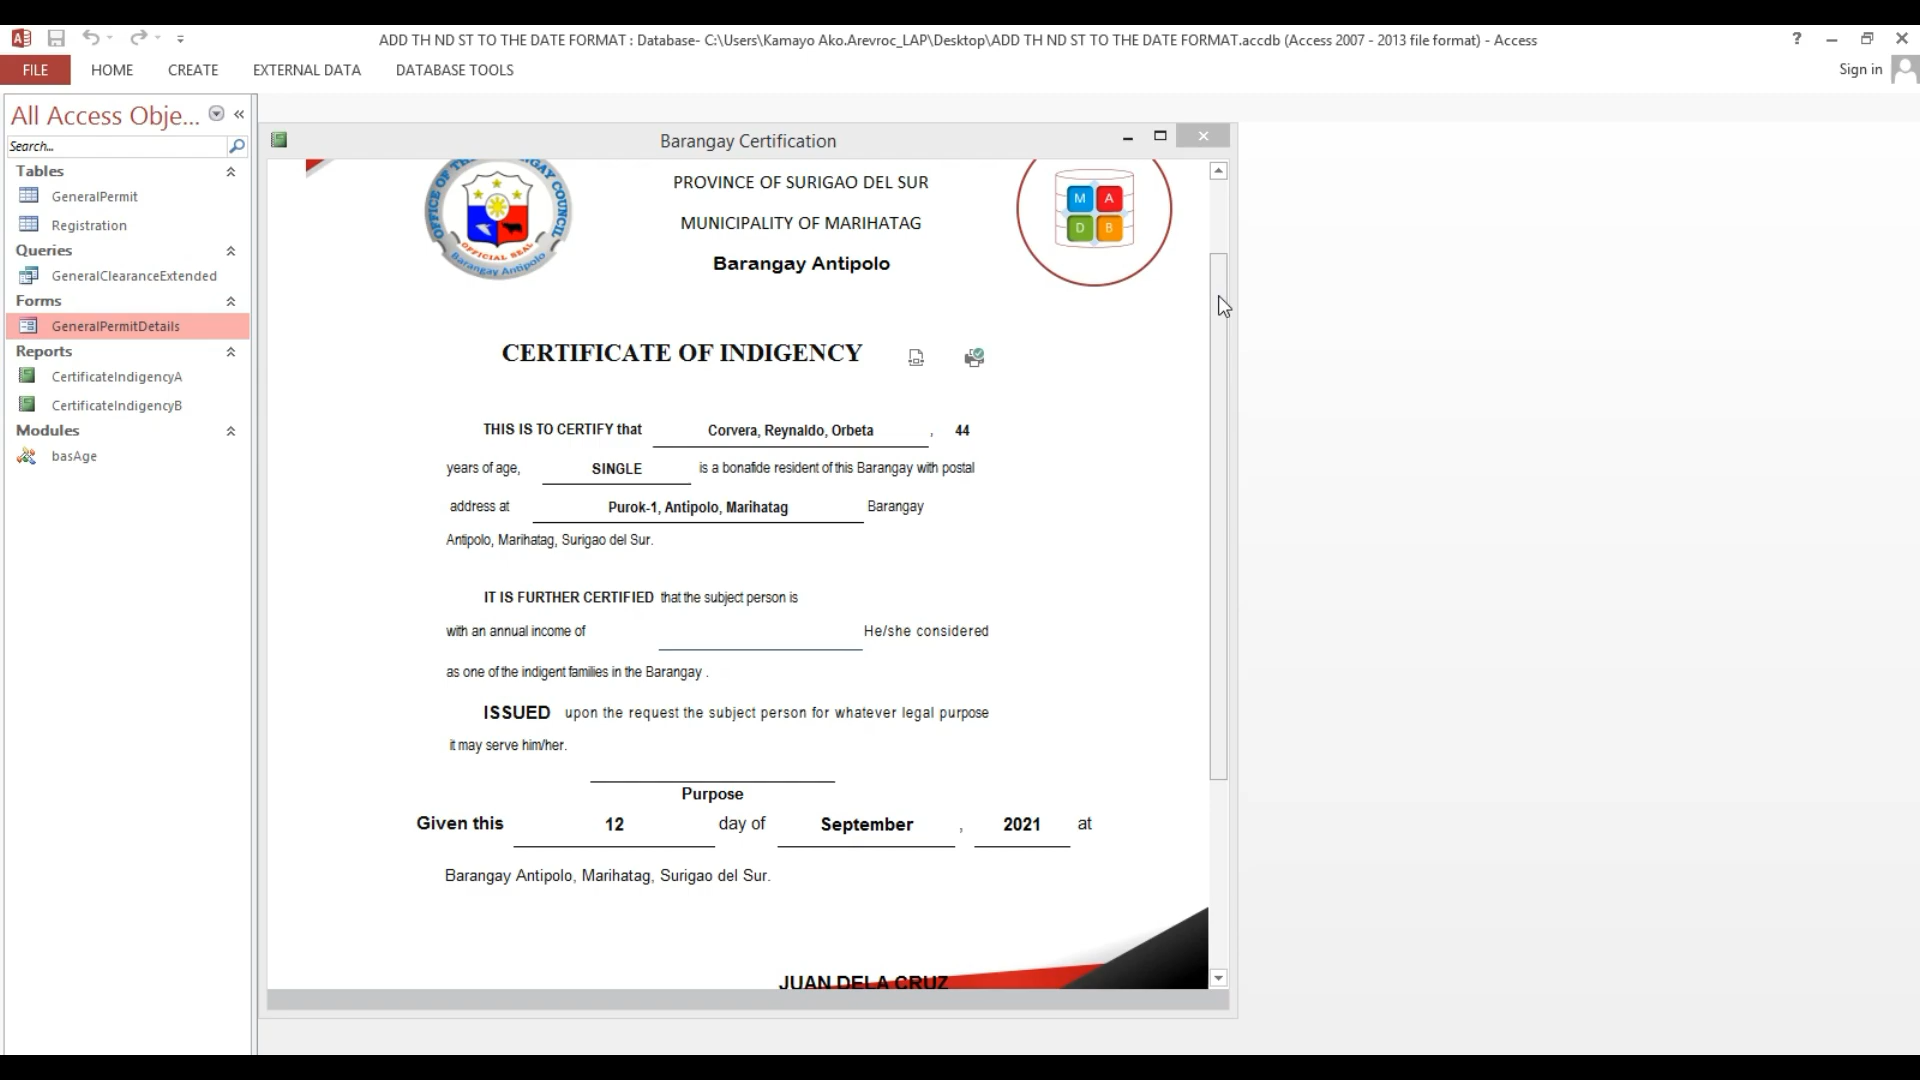 ADD TH ND ST TO THE DATE FORMAT : Database- C:\Users\Kamayo Ako.Arevroc_LAP\Desktop\ADD TH ND ST TO THE DATE FORMAT.accdb (Access 2007 - 2013 file format) - Access
FILE HOME CREATE EXTERNAL DATA DATABASE TOOLS Sign in
All Access Obje... «
Search...
Tables
GeneralPermit
Registration
Queries
GeneralClearanceExtended
Forms
GeneralPermitDetails
Reports
CertificateIndigencyA
CertificateIndigencyB
Modules
basAge
Barangay Certification
OFFICIAL SEAL
Barangay Antipolo
PROVINCE OF SURIGAO DEL SUR
MUNICIPALITY OF MARIHATAG
Barangay Antipolo
M A
D B
CERTIFICATE OF INDIGENCY
THIS IS TO CERTIFY that Corvera, Reynaldo, Orbeta , 44
years of age, SINGLE is a bonafide resident of this Barangay with postal
address at Purok-1, Antipolo, Marihatag Barangay
Antipolo, Marihatag, Surigao del Sur.
IT IS FURTHER CERTIFIED that the subject person is
with an annual income of He/she considered
as one of the indigent families in the Barangay .
ISSUED upon the request the subject person for whatever legal purpose
it may serve him/her.
Purpose
Given this 12 day of September , 2021 at
Barangay Antipolo, Marihatag, Surigao del Sur.
JUAN DELA CRUZ